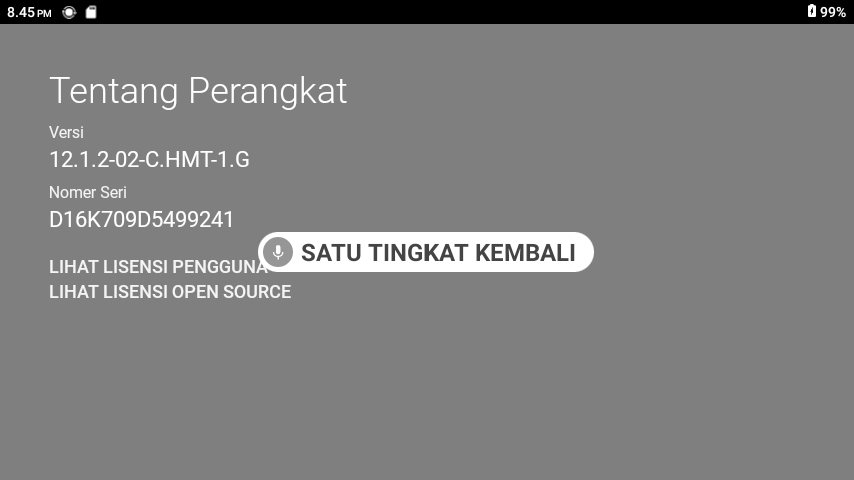 8.45 PM
99%
Tentang Perangkat
Versi
12.1.2-02-C.HMT-1.G
Nomer Seri
D16K709D5499241
SATU TINGKAT KEMBALI
LIHAT LISENSI PENGGUNA
LIHAT LISENSI OPEN SOURCE